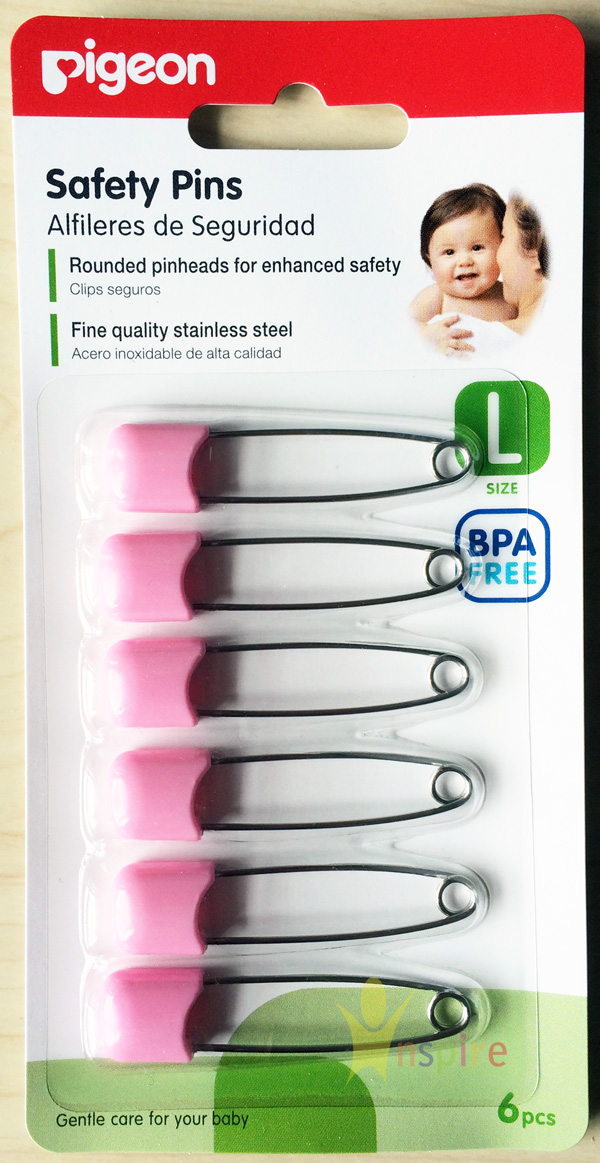 pigeon
Safety Pins
Alfileres de Seguridad
Rounded pinheads for enhanced safety
Clips seguros
Fine quality stainless steel
Acero inoxidable de alta calidad
L
SIZE
BPA
FREE
nspire
Gentle care for your baby
6pcs